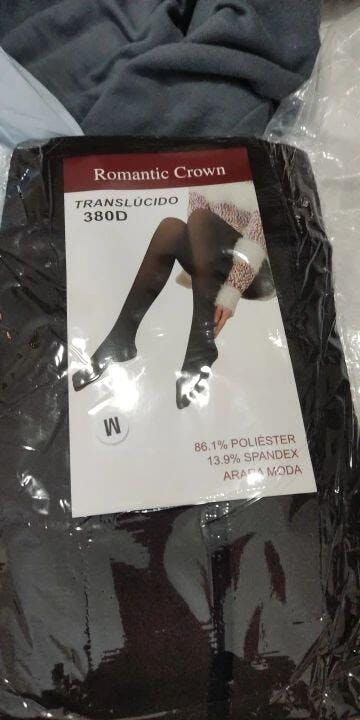 Romantic Crown
TRANSLÚCIDO
380D
M
86.1% POLIÉSTER
13.9% SPANDEX
ARARA MODA